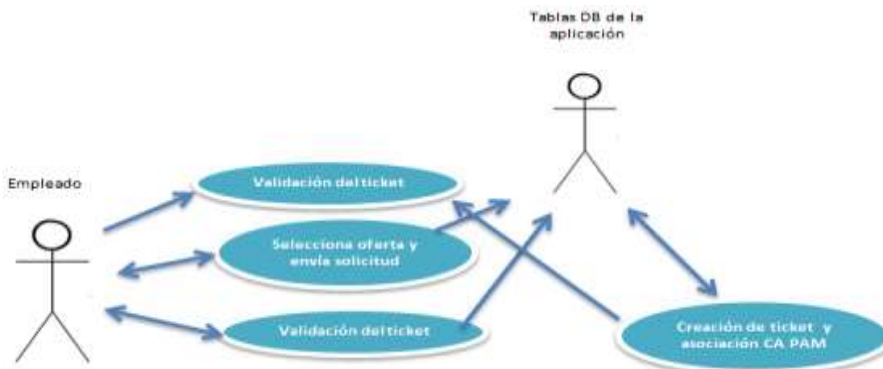 Tablas DB de la
aplicación
Empleado
Validación del ticket
Selecciona oferta y
envía solicitud
Validación del ticket
Creación de ticket y
asociación CA PAM